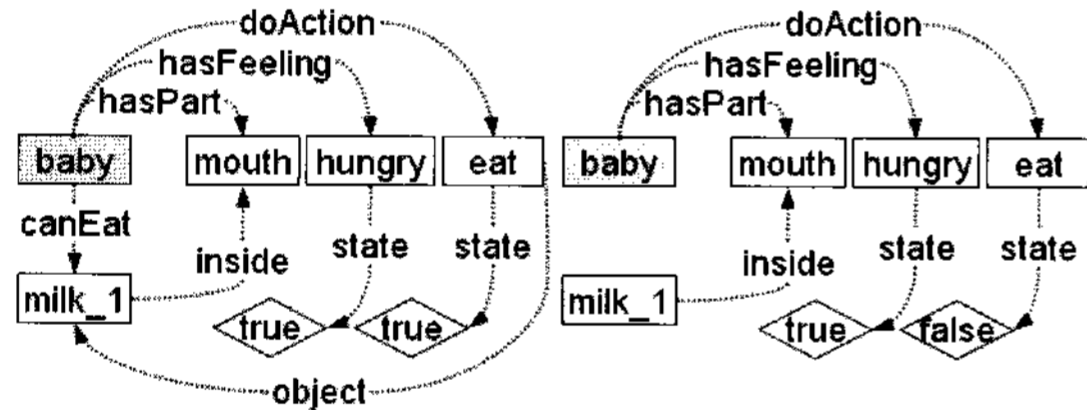 doAction
hasFeeling
hasPart
baby mouth hungry eat
canEat
inside state state
milk_1
true true
object
doAction
hasFeeling
hasPart
baby mouth hungry eat
inside state state
milk_1
true false